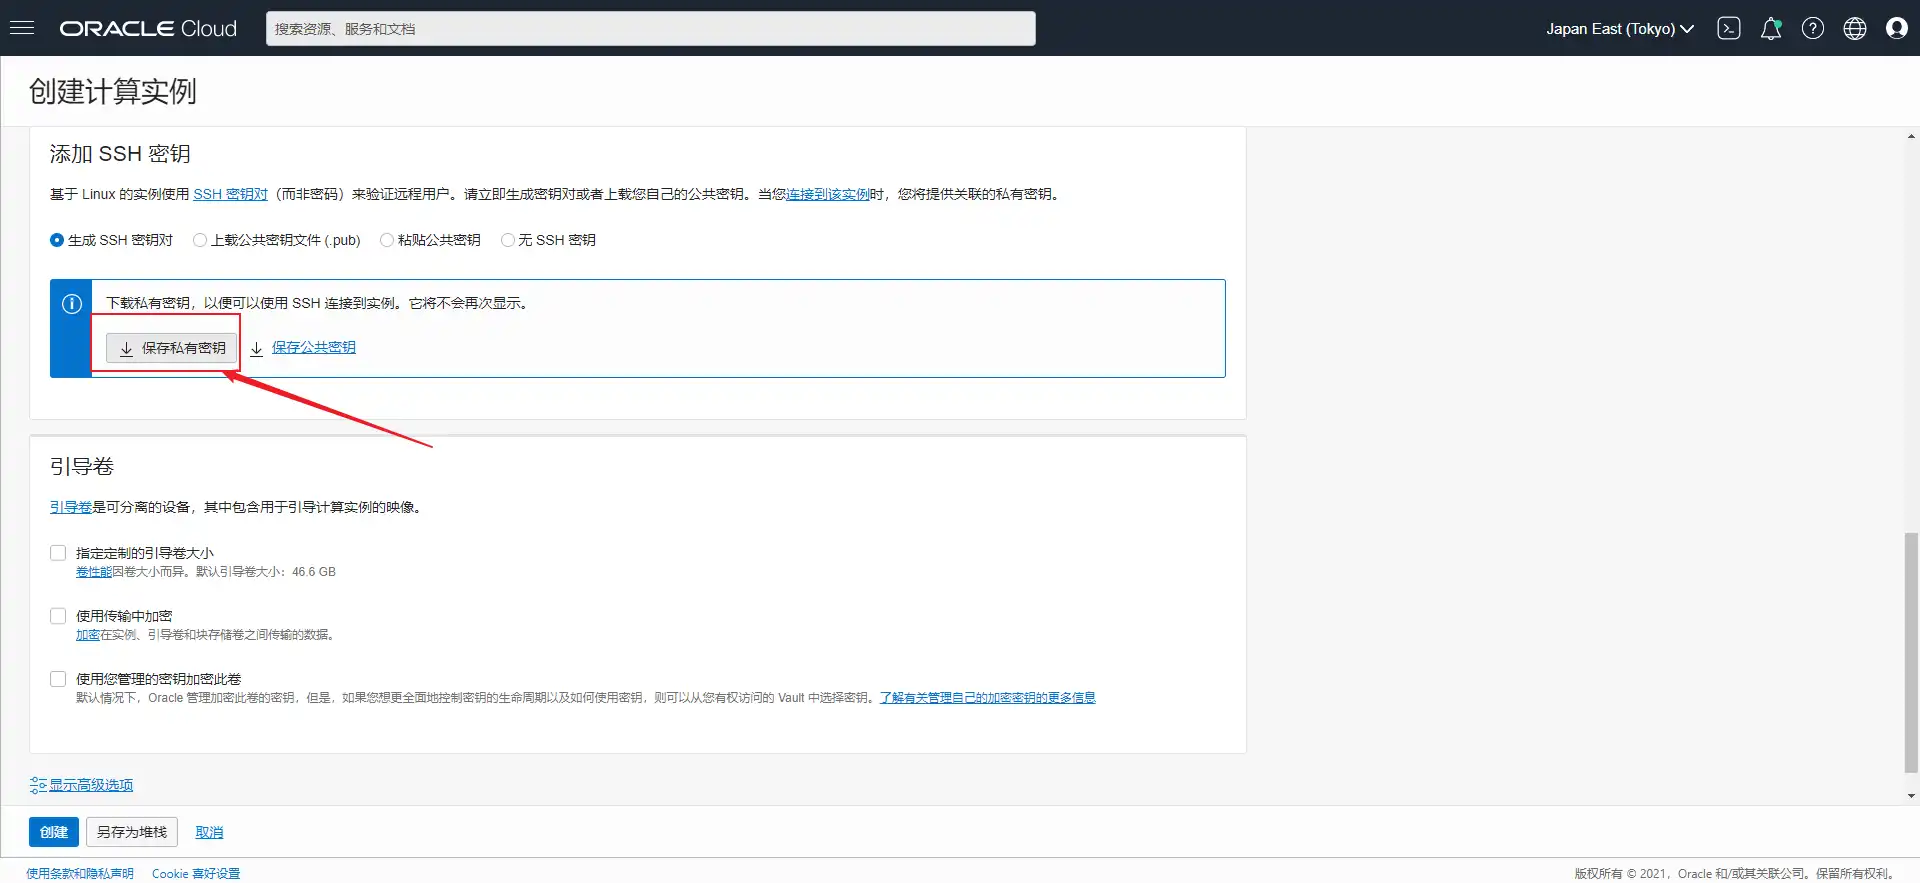 ORACLE Cloud
搜索资源、服务和文档
Japan East (Tokyo)
创建计算实例
添加 SSH 密钥
基于 Linux 的实例使用 SSH 密钥对（而非密码）来验证远程用户。请立即生成密钥对或者上载您自己的公共密钥。当您连接到该实例时，您将提供关联的私有密钥。
生成 SSH 密钥对 上载公共密钥文件 (.pub) 粘贴公共密钥 无 SSH 密钥
下载私有密钥，以便可以使用 SSH 连接到实例。它将不会再次显示。
保存私有密钥 保存公共密钥
引导卷
引导卷是可分离的设备，其中包含用于引导计算实例的映像。
指定定制的引导卷大小
卷性能因卷大小而异。默认引导卷大小：46.6 GB
使用传输中加密
加密在实例、引导卷和块存储卷之间传输的数据。
使用您管理的密钥加密此卷
默认情况下，Oracle 管理加密此卷的密钥，但是，如果您想更全面地控制密钥的生命周期以及如何使用密钥，则可以从您有权访问的 Vault 中选择密钥。了解有关管理自己的加密密钥的更多信息
显示高级选项
创建 另存为堆栈 取消
使用条款和隐私声明 Cookie 喜好设置
版权所有 © 2021，Oracle 和/或其关联公司。保留所有权利。